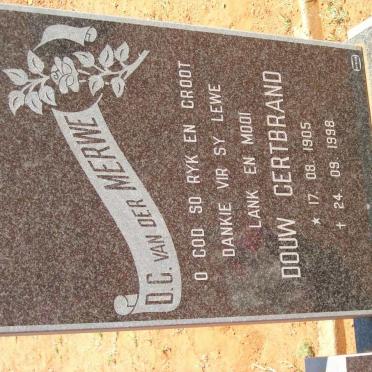 D.G. VAN DER MERWE
O GOD SO RYK EN GROOT
DANKIE VIR SY LEWE
LANK EN MOOI
DOUW GERTBRAND
★ 17. 08. 1905
✝ 24. 09. 1998